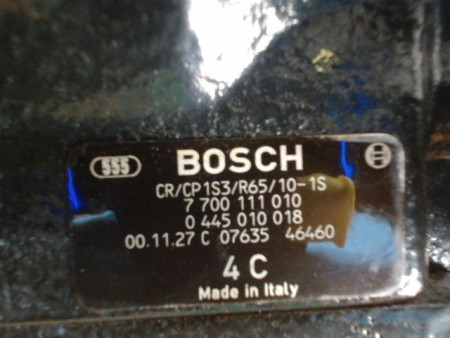 555 BOSCH
CR/CP1S3/R65/10-1S
7 700 111 010
0 445 010 018
00.11.27 C 07635 46460
4 C
Made in Italy